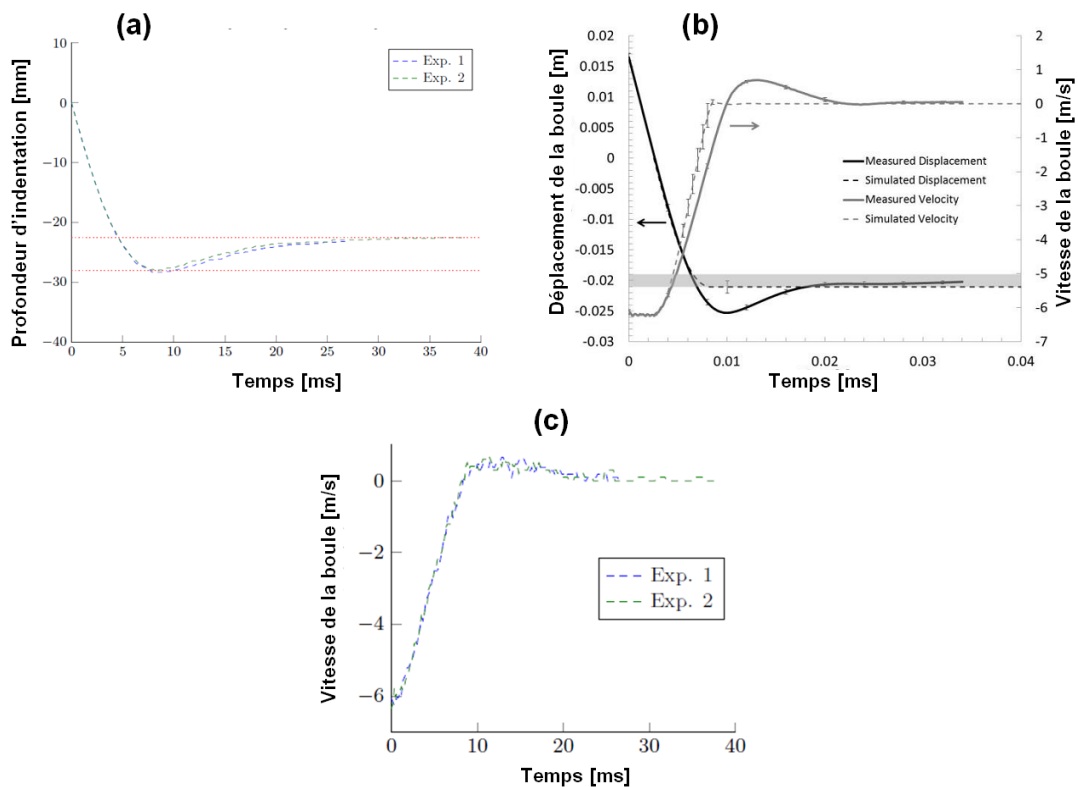 (a)
Profondeur d'indentation [mm]
10
0
−10
−20
−30
−40
0 5 10 15 20 25 30 35 40
Temps [ms]
Exp. 1
Exp. 2
(b)
Déplacement de la boule [m]
0.02
0.015
0.01
0.005
0
-0.005
-0.01
-0.015
-0.02
-0.025
-0.03
0 0.01 0.02 0.03 0.04
Temps [ms]
Measured Displacement
Simulated Displacement
Measured Velocity
Simulated Velocity
2
1
0
-1
-2
-3
-4
-5
-6
-7
Vitesse de la boule [m/s]
(c)
Vitesse de la boule [m/s]
0
−2
−4
−6
0 10 20 30 40
Temps [ms]
Exp. 1
Exp. 2